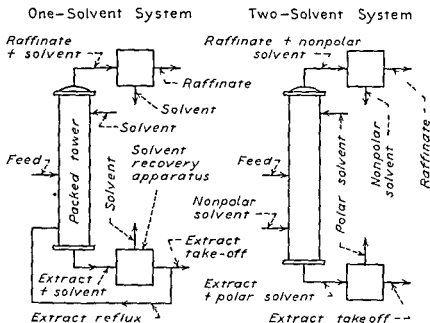 One-Solvent System
Raffinate
+ solvent
Raffinate
Solvent
Solvent
Packed tower
Feed
Solvent
Solvent
recovery
apparatus
Extract
take-off
Extract
+ solvent
Extract reflux
Two-Solvent System
Raffinate + nonpolar
solvent
Feed
Nonpolar
solvent
Polar solvent
Nonpolar
solvent
Raffinate
Extract
+ polar solvent
Extract takeoff